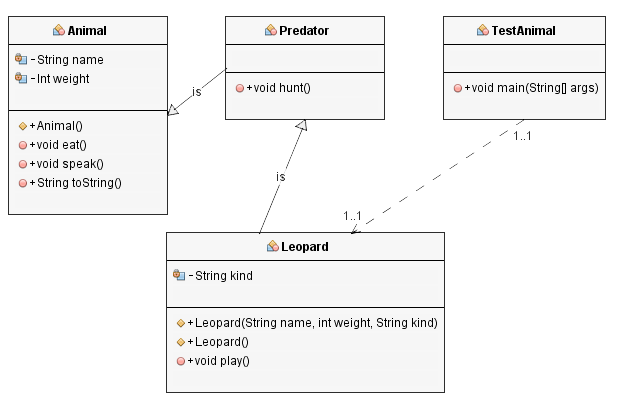 Animal
- String name
- Int weight
+ Animal()
+ void eat()
+ void speak()
+ String toString()
is
Predator
+ void hunt()
TestAnimal
+ void main(String[] args)
1..1
is
1..1
Leopard
- String kind
+ Leopard(String name, int weight, String kind)
+ Leopard()
+ void play()